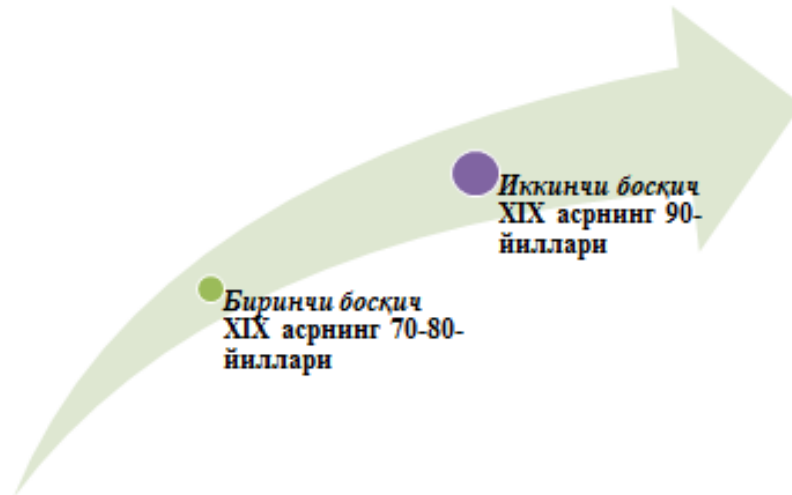 Биринчи босқич
XIX асрнинг 70-80-
йиллари
Иккинчи босқич
XIX асрнинг 90-
йиллари